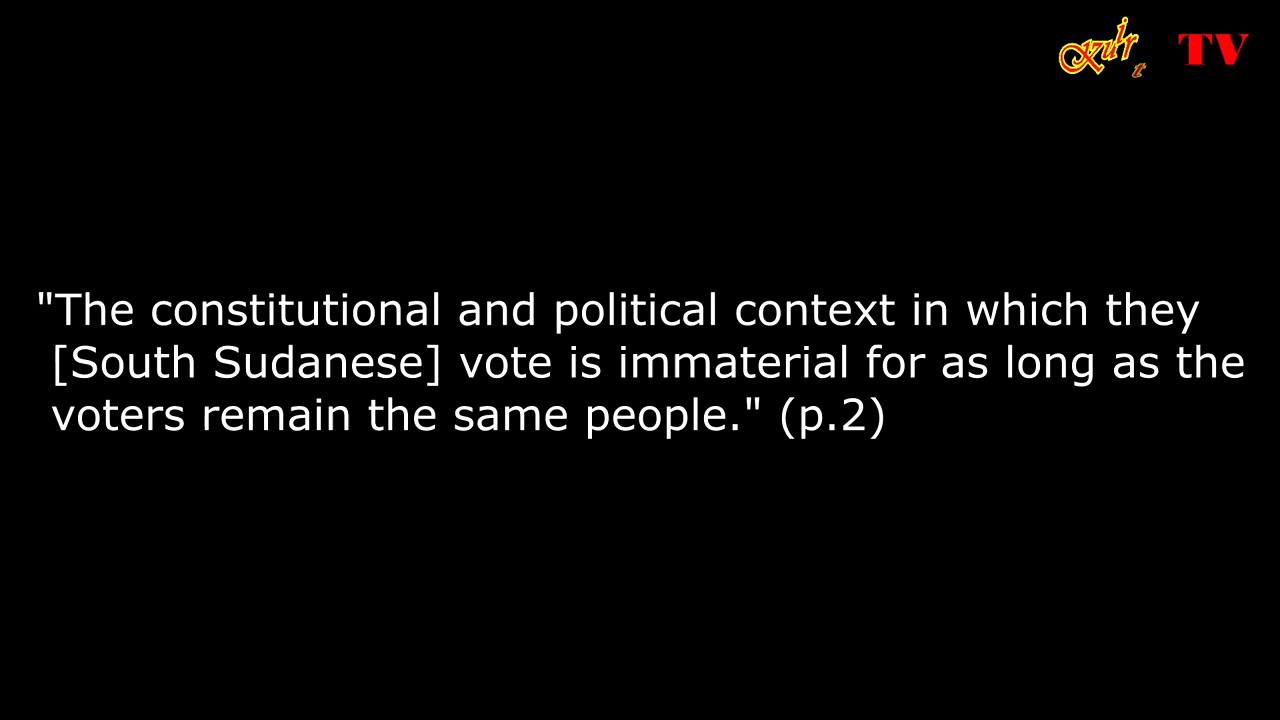 TV
"The constitutional and political context in which they
[South Sudanese] vote is immaterial for as long as the
voters remain the same people." (p.2)